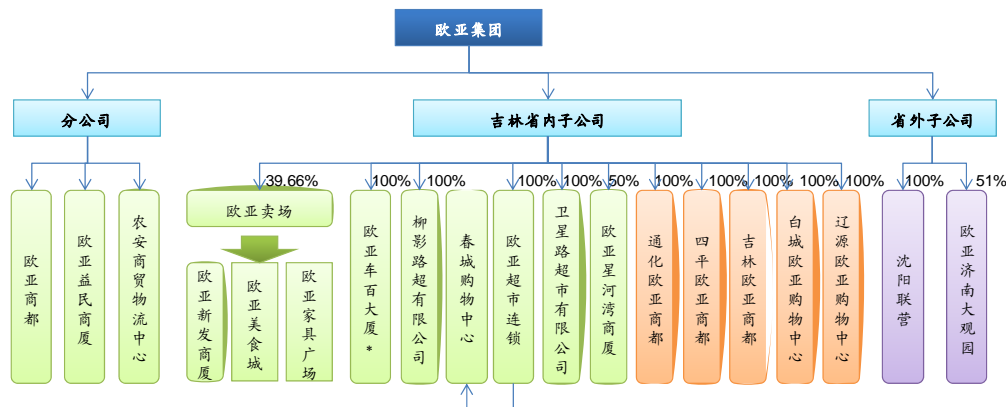 欧亚集团
分公司
吉林省内子公司
省外子公司
39.66%
100%
100%
100%
100%
50%
100%
100%
100%
100%
100%
100%
51%
欧亚卖场
欧亚商都
欧亚益民商厦
农安商贸物流中心
欧亚新发商厦
欧亚美食城
欧亚家具广场
欧亚车百大厦*
柳影路超有限公司
春城购物中心
欧亚超市连锁
卫星路超市有限公司
欧亚星河湾商厦
通化欧亚商都
四平欧亚商都
吉林欧亚商都
白城欧亚购物中心
辽源欧亚购物中心
沈阳联营
欧亚济南大观园